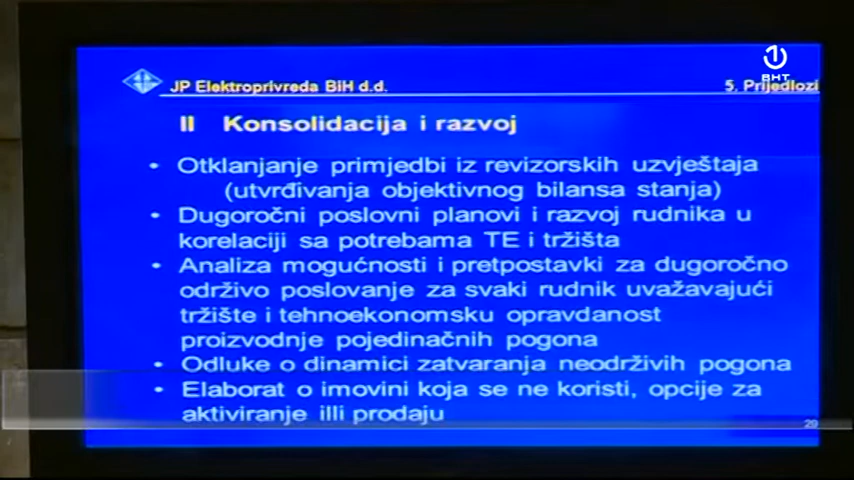 BHT
JP Elektroprivreda BiH d.d.
5. Prijedlozi
II Konsolidacija i razvoj
• Otklanjanje primjedbi iz revizorskih uzvještaja
(utvrđivanja objektivnog bilansa stanja)
• Dugoročni poslovni planovi i razvoj rudnika u
korelaciji sa potrebama TE i tržišta
• Analiza mogućnosti i pretpostavki za dugoročno
održivo poslovanje za svaki rudnik uvažavajući
tržište i tehnoekonomsku opravdanost
proizvodnje pojedinačnih pogona
• Odluke o dinamici zatvaranja neodrživih pogona
• Elaborat o imovini koja se ne koristi, opcije za
aktiviranje illi prodaju
29